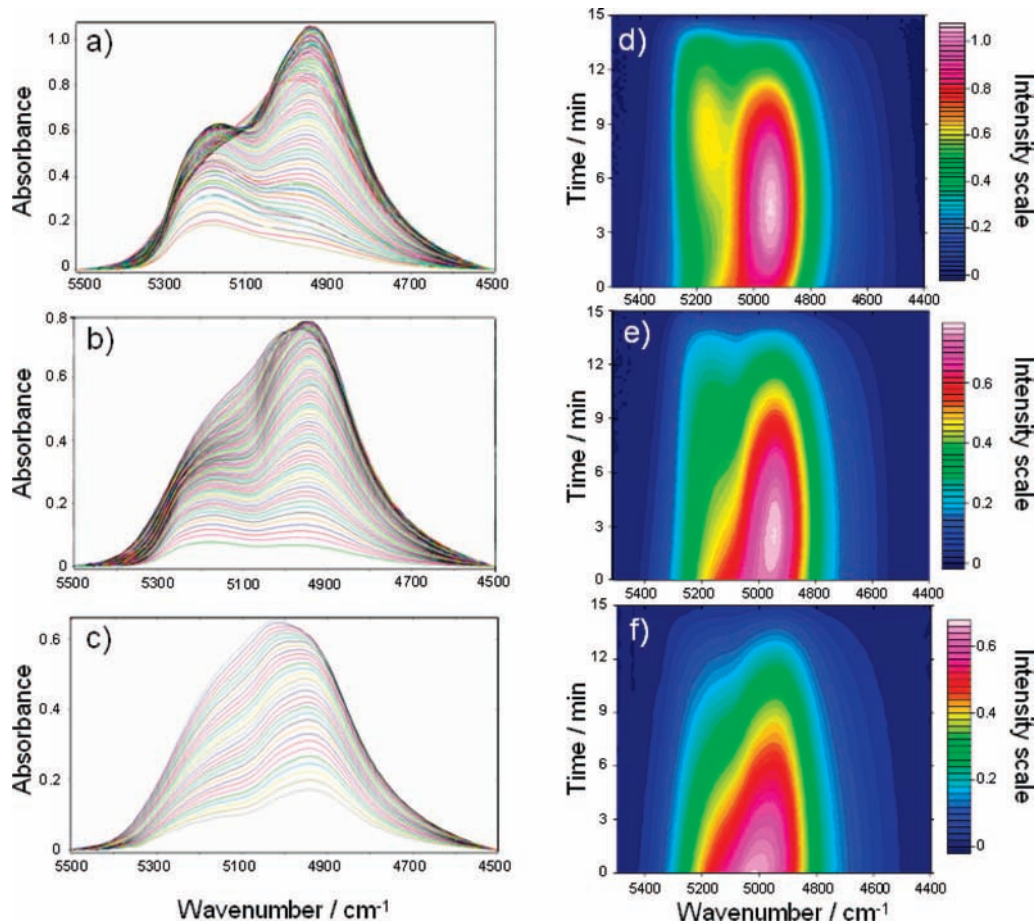 a)
Absorbance
1.0
0.8
0.6
0.4
0.2
0
5500 5300 5100 4900 4700 4500
b)
Absorbance
0.8
0.6
0.4
0.2
0
5500 5300 5100 4900 4700 4500
c)
Absorbance
0.6
0.4
0.2
0
5500 5300 5100 4900 4700 4500
Wavenumber / cm⁻¹
d)
Time / min
15
12
9
6
3
0
5400 5200 5000 4800 4600 4400
Intensity scale
1.0
0.8
0.6
0.4
0.2
0
e)
Time / min
15
12
9
6
3
0
5400 5200 5000 4800 4600 4400
Intensity scale
0.6
0.4
0.2
0
f)
Time / min
15
12
9
6
3
0
5400 5200 5000 4800 4600 4400
Intensity scale
0.6
0.4
0.2
0
Wavenumber / cm⁻¹